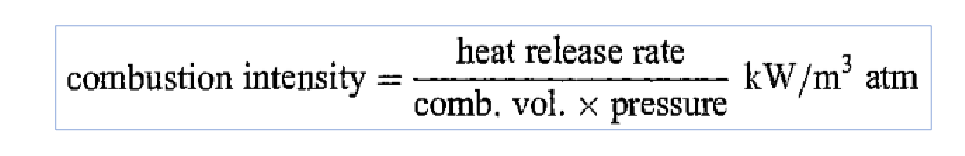 combustion intensity = heat release rate / comb. vol. × pressure kW/m³ atm